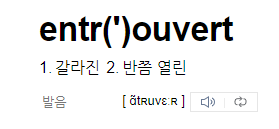 entr(')ouvert
1. 갈라진 2. 반쯤 열린
발음 [ ɑ̃tʀuvɛːʀ ]